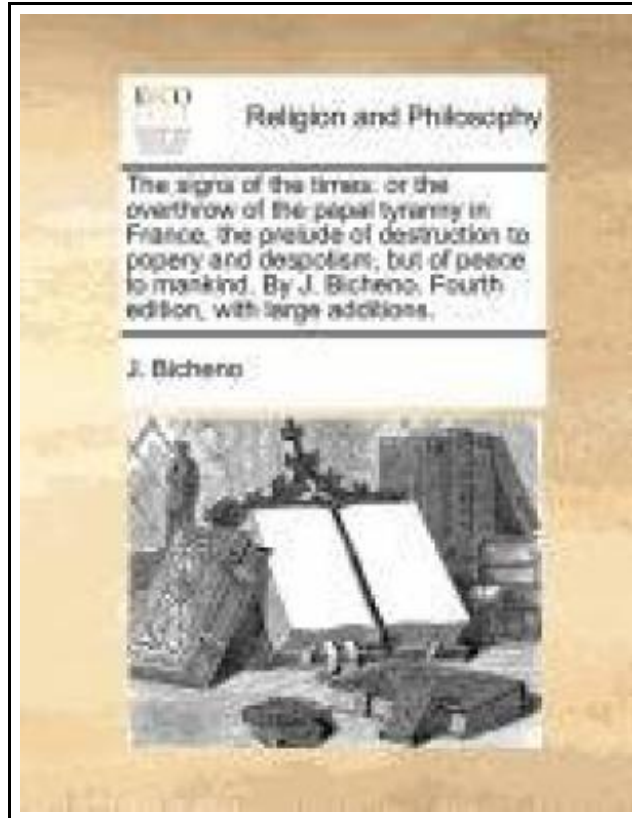 ECCO
Religion and Philosophy
The signs of the times: or the
overthrow of the papal tyranny in
France, the prelude of destruction to
popery and despotism, but of peace
to mankind. By J. Bicheno. Fourth
edition, with large additions.
J. Bicheno